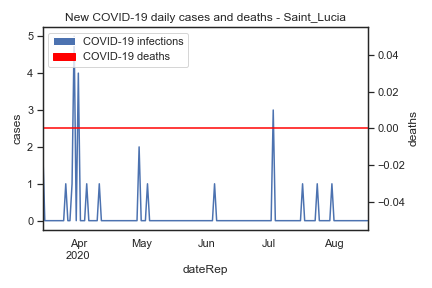 New COVID-19 daily cases and deaths - Saint_Lucia
COVID-19 infections
COVID-19 deaths
5
4
3
2
1
0
cases
0.04
0.02
0.00
−0.02
−0.04
deaths
Apr
2020
May
Jun
Jul
Aug
dateRep